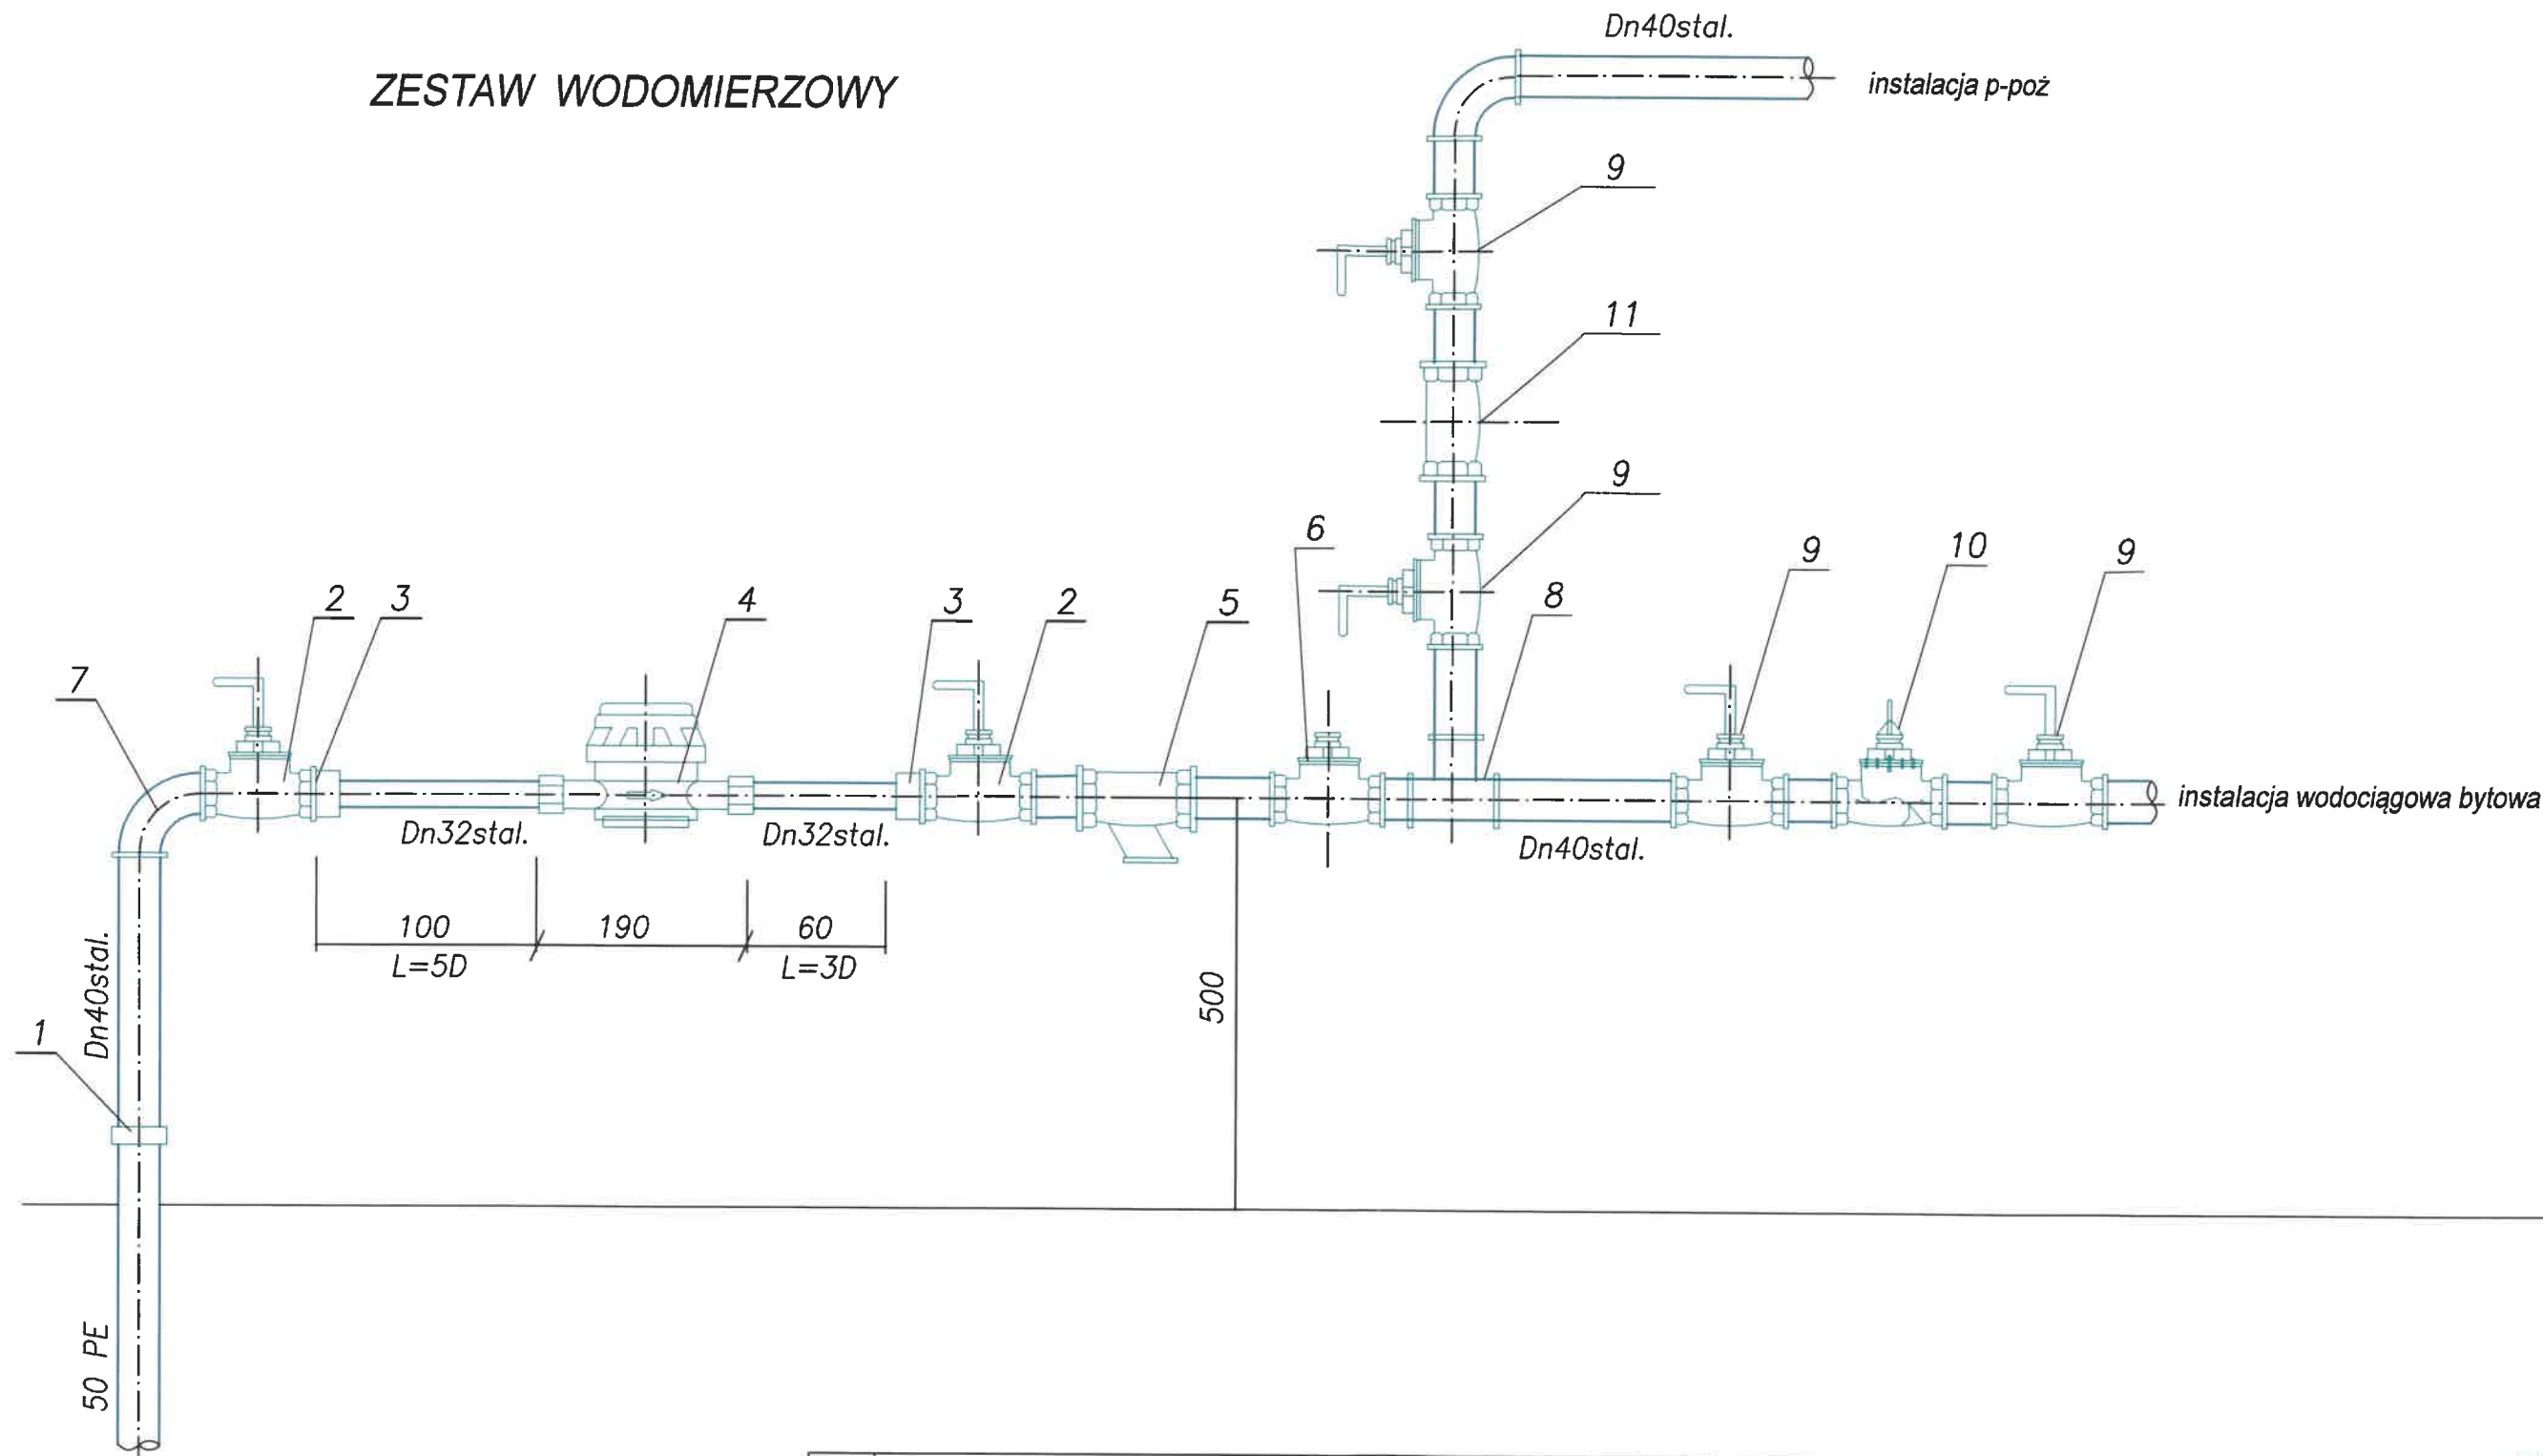 Dn40stal.
ZESTAW WODOMIERZOWY
instalacja p-poż
9
11
9
6
9
10
9
2
3
4
3
2
5
8
7
instalacja wodociągowa bytowa
Dn32stal.
Dn32stal.
Dn40stal.
100
190
60
L=5D
L=3D
Dn40stal.
500
1
50 PE